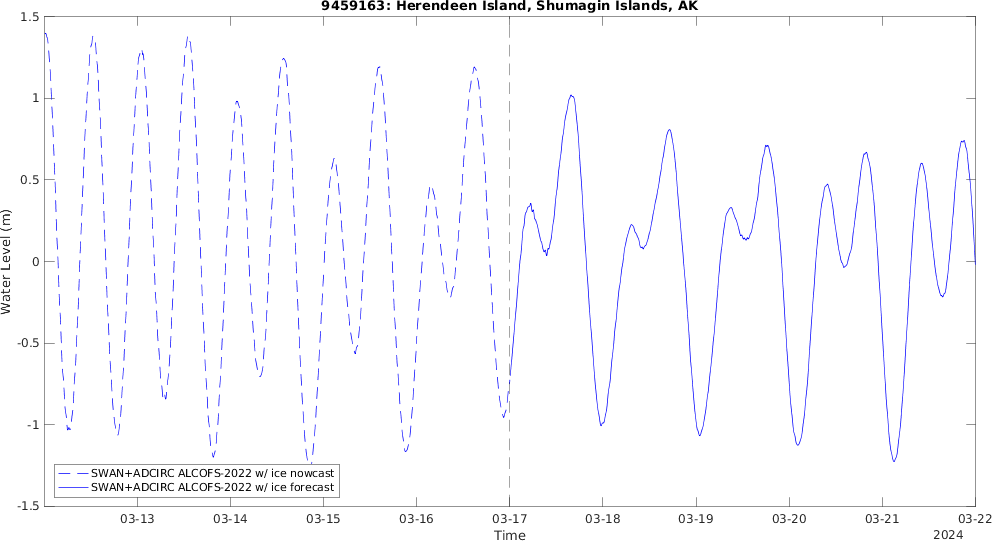 9459163: Herendeen Island, Shumagin Islands, AK
1.5
1
0.5
0
-0.5
-1
-1.5
Water Level (m)
SWAN+ADCIRC ALCOFS-2022 w/ ice nowcast
SWAN+ADCIRC ALCOFS-2022 w/ ice forecast
03-13 03-14 03-15 03-16 03-17 03-18 03-19 03-20 03-21 03-22
Time
2024